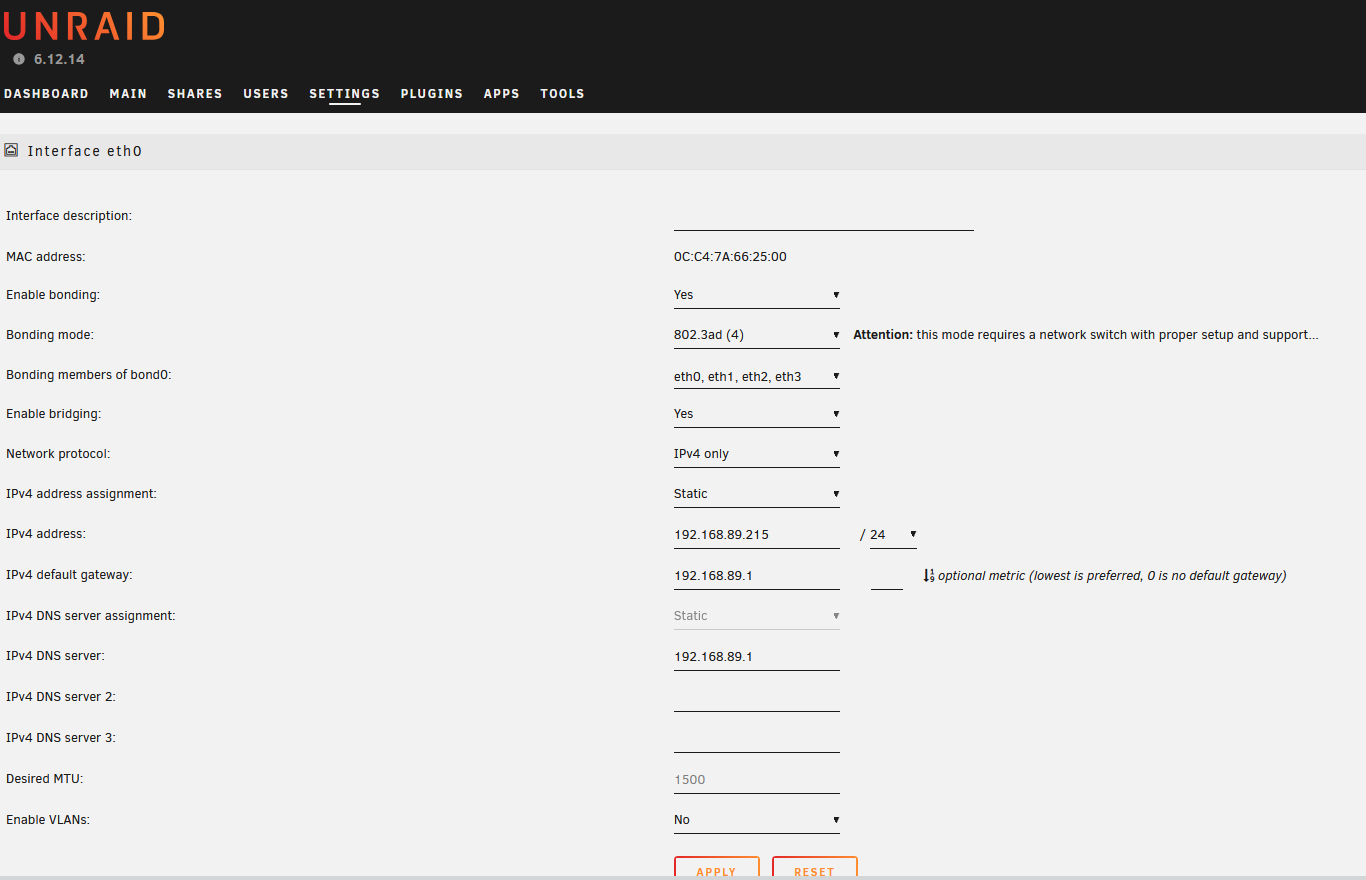 UNRAID
6.12.14
DASHBOARD MAIN SHARES USERS SETTINGS PLUGINS APPS TOOLS
Interface eth0
Interface description:
MAC address: 0C:C4:7A:66:25:00
Enable bonding: Yes
Bonding mode: 802.3ad (4) Attention: this mode requires a network switch with proper setup and support...
Bonding members of bond0: eth0, eth1, eth2, eth3
Enable bridging: Yes
Network protocol: IPv4 only
IPv4 address assignment: Static
IPv4 address: 192.168.89.215 / 24
IPv4 default gateway: 192.168.89.1 optional metric (lowest is preferred, 0 is no default gateway)
IPv4 DNS server assignment: Static
IPv4 DNS server: 192.168.89.1
IPv4 DNS server 2:
IPv4 DNS server 3:
Desired MTU: 1500
Enable VLANs: No
APPLY RESET